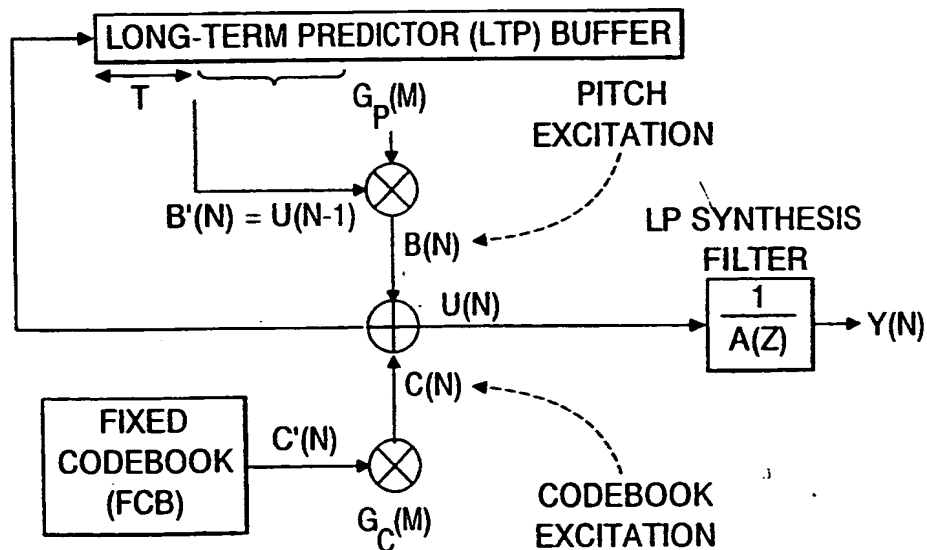 LONG-TERM PREDICTOR (LTP) BUFFER
T
G_P(M)
PITCH
EXCITATION
B'(N) = U(N-1)
B(N)
LP SYNTHESIS
FILTER
U(N)
1
A(Z)
Y(N)
C(N)
FIXED
CODEBOOK
(FCB)
C'(N)
G_C(M)
CODEBOOK
EXCITATION